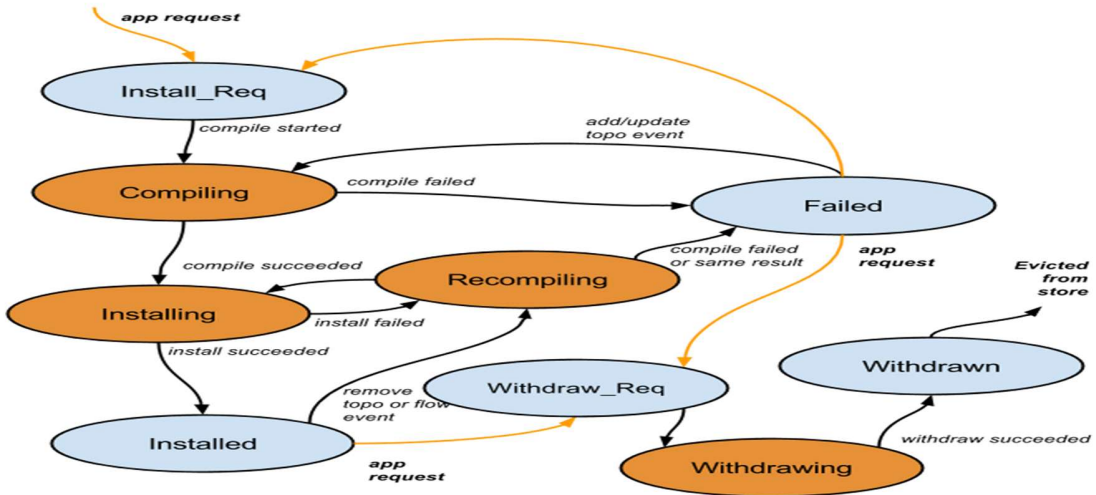 app request
Install_Req
compile started
add/update
topo event
Compiling
compile failed
Failed
compile succeeded
Recompiling
compile failed
or same result
app
request
Evicted
from
store
Installing
install failed
install succeeded
Withdrawn
Withdraw_Req
remove
topo or flow
event
Installed
app
request
withdraw succeeded
Withdrawing